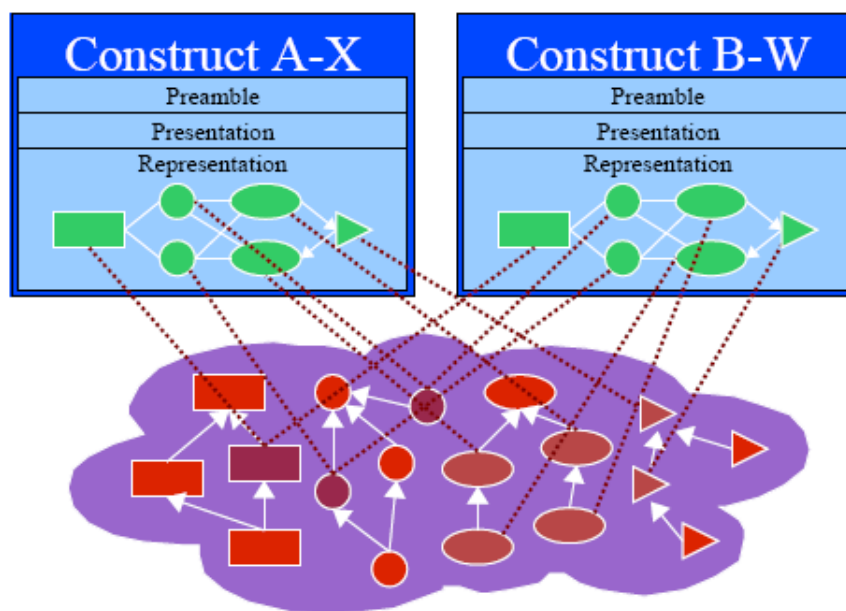 Construct A-X
Preamble
Presentation
Representation
Construct B-W
Preamble
Presentation
Representation